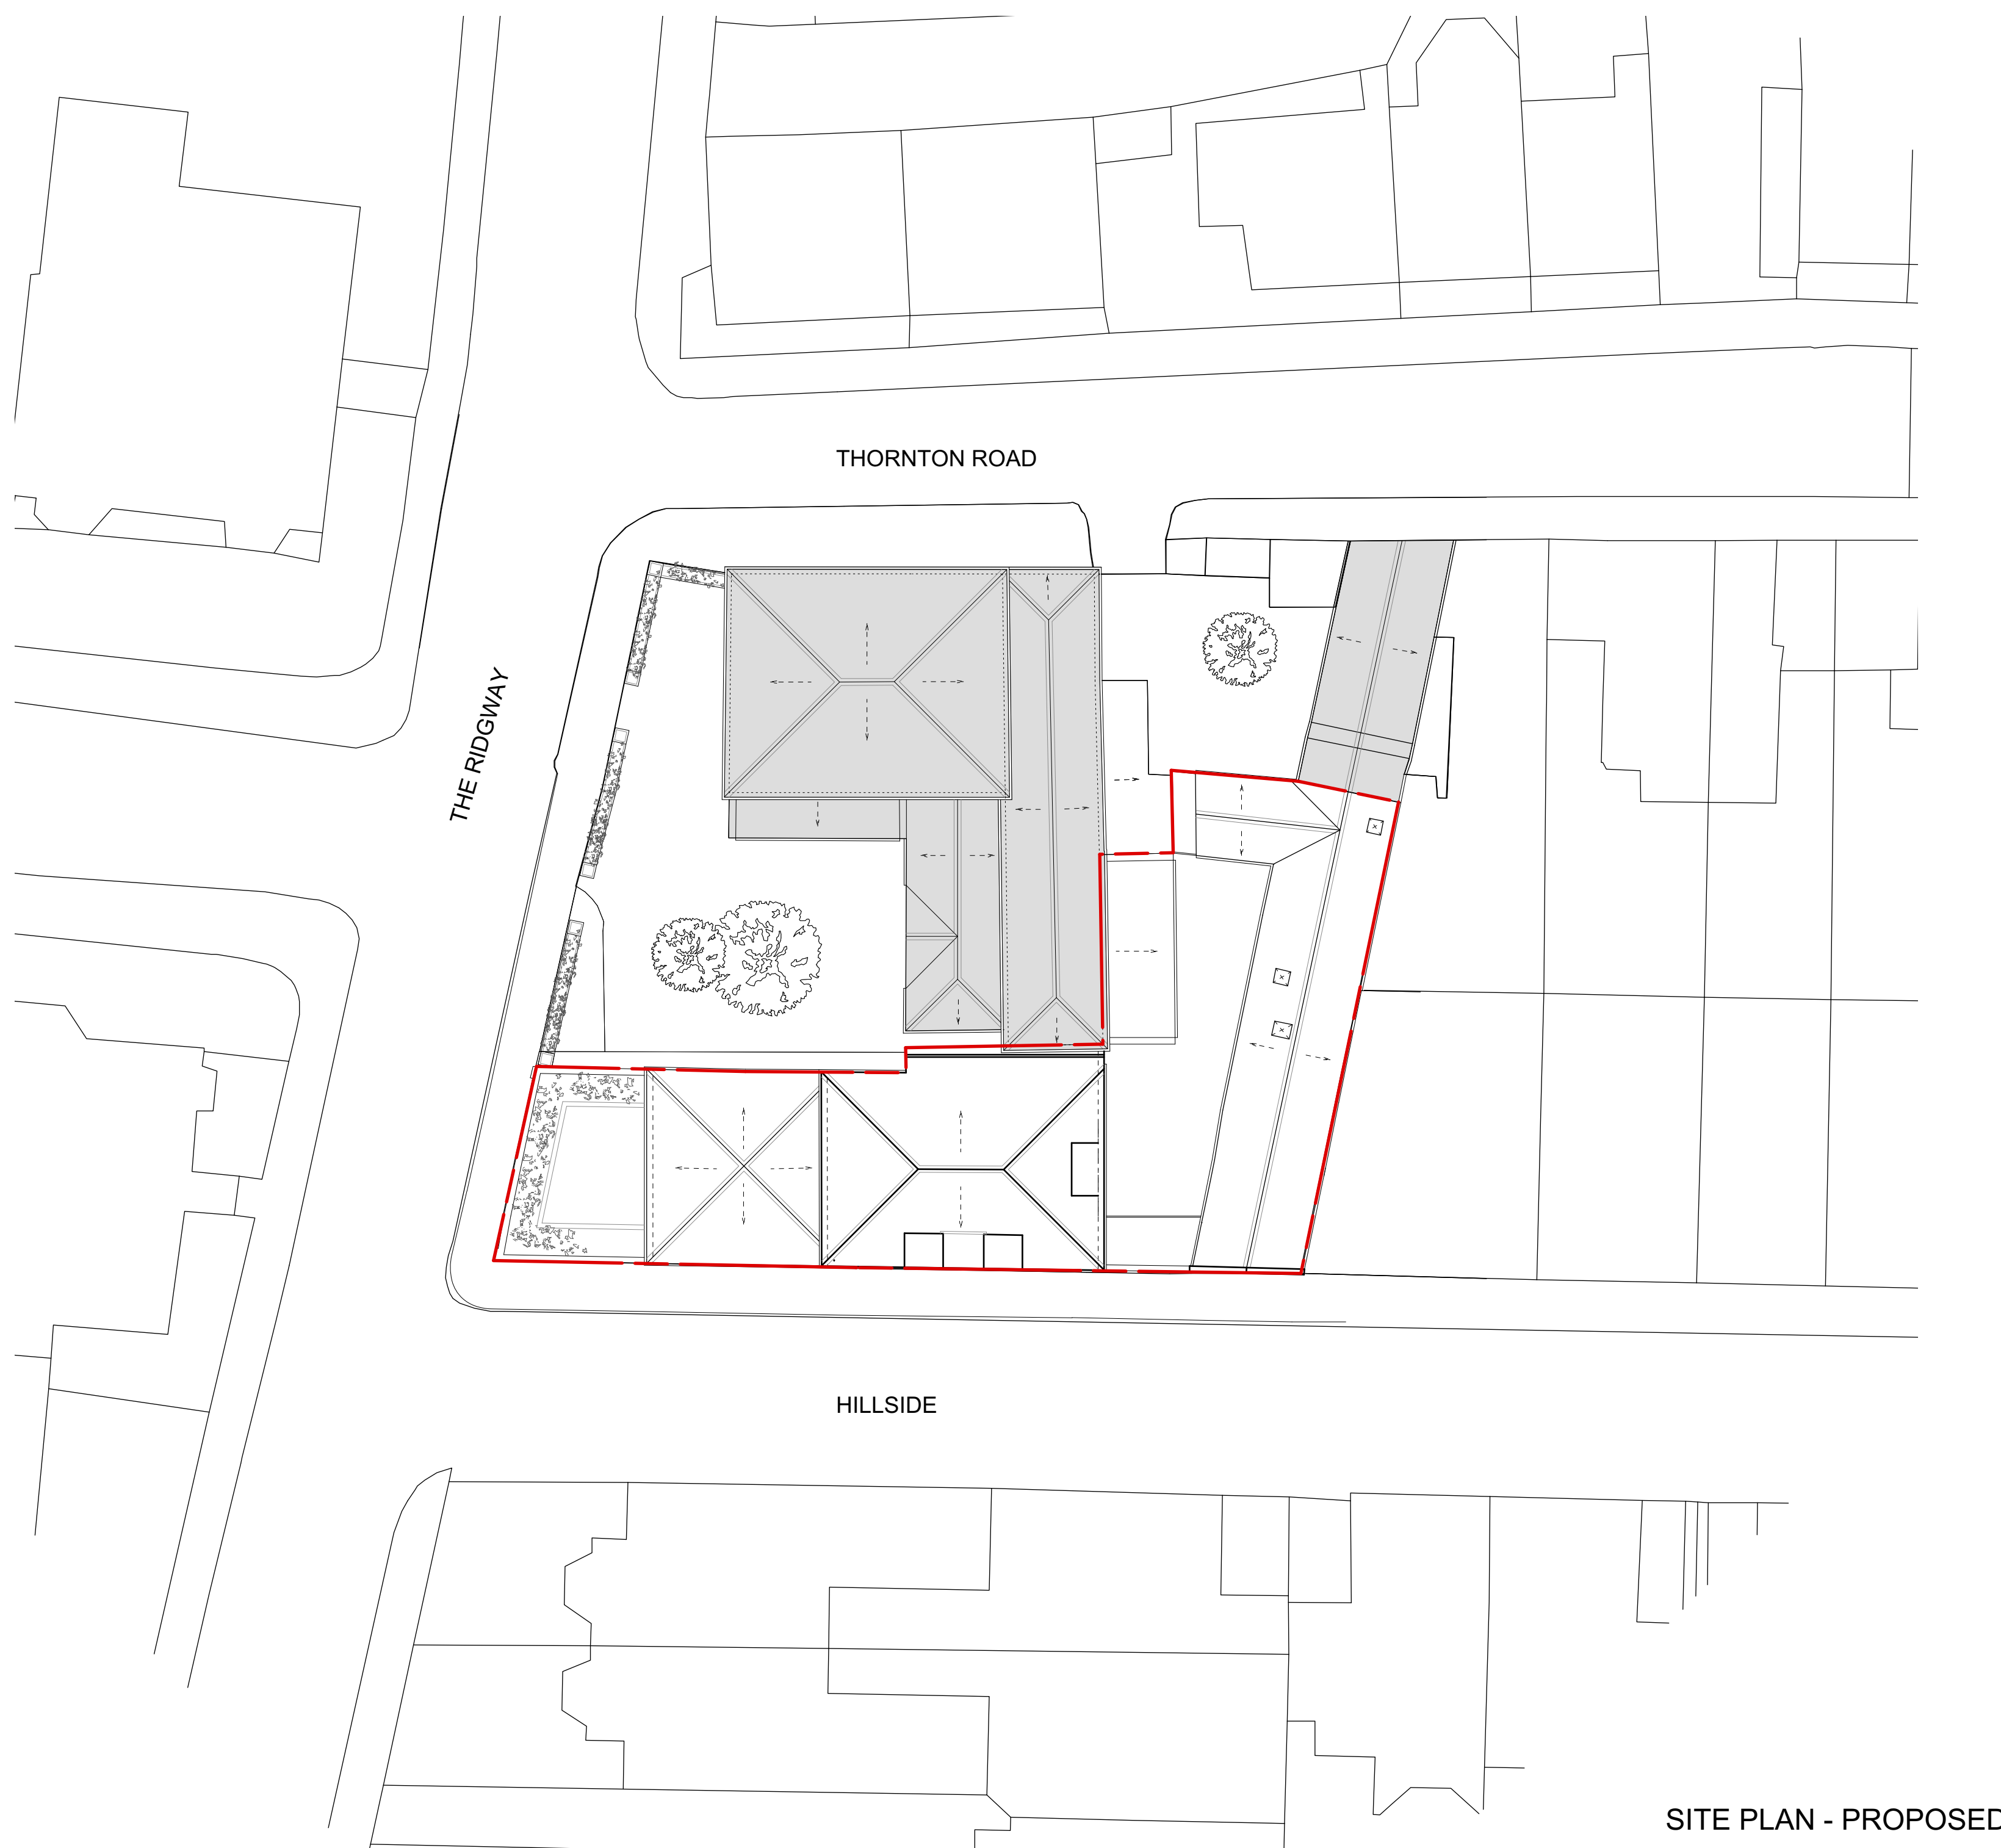 THORNTON ROAD
THE RIDGWAY
HILLSIDE
SITE PLAN - PROPOSED